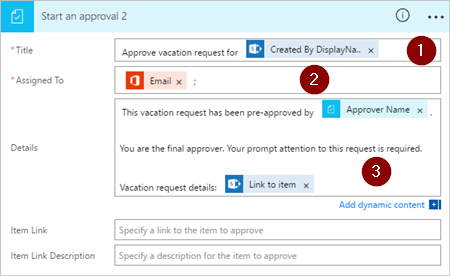 Start an approval 2
* Title
Approve vacation request for Created By DisplayNa.. x
1
* Assigned To
Email x ;
2
This vacation request has been pre-approved by Approver Name x .
Details
You are the final approver. Your prompt attention to this request is required.
3
Vacation request details: Link to item x
Add dynamic content
Item Link
Specify a link to the item to approve
Item Link Description
Specify a description for the item to approve